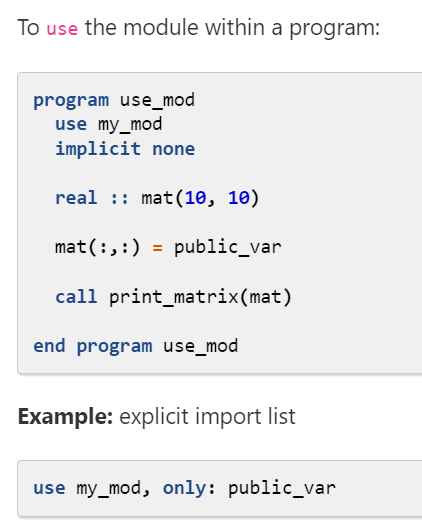 To use the module within a program:
program use_mod
  use my_mod
  implicit none
  real :: mat(10, 10)
  mat(:,:) = public_var
  call print_matrix(mat)
end program use_mod
Example: explicit import list
use my_mod, only: public_var